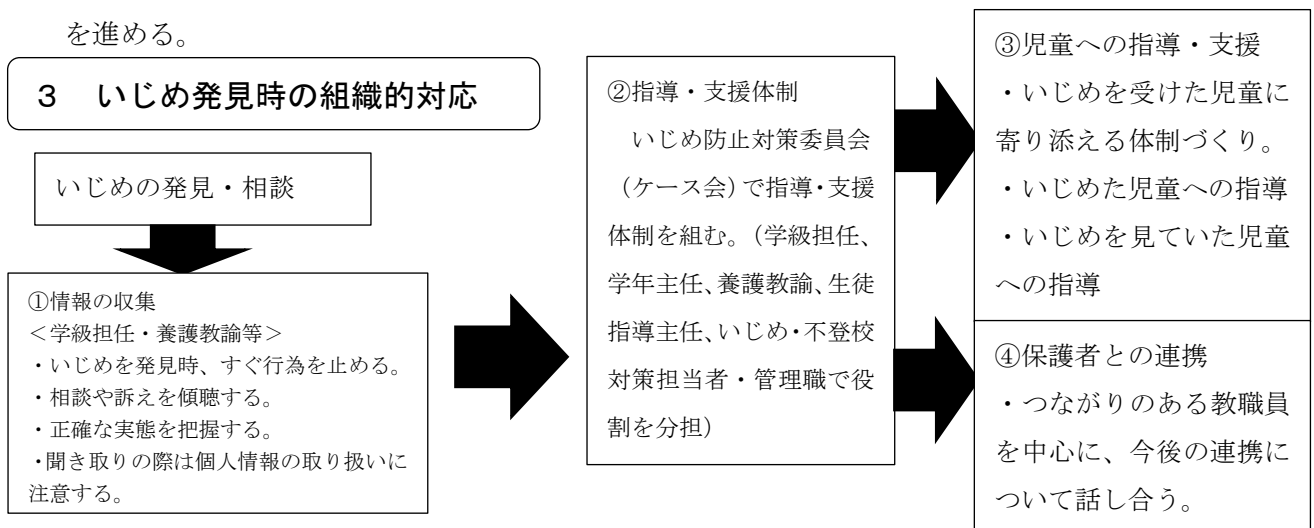 を進める。
３　いじめ発見時の組織的対応
いじめの発見・相談
①情報の収集
＜学級担任・養護教諭等＞
・いじめを発見時、すぐ行為を止める。
・相談や訴えを傾聴する。
・正確な実態を把握する。
・聞き取りの際は個人情報の取り扱いに
注意する。
②指導・支援体制
いじめ防止対策委員会
（ケース会）で指導・支援
体制を組む。（学級担任、
学年主任、養護教諭、生徒
指導主任、いじめ・不登校
対策担当者・管理職で役
割を分担）
③児童への指導・支援
・いじめを受けた児童に
寄り添える体制づくり。
・いじめた児童への指導
・いじめを見ていた児童
への指導
④保護者との連携
・つながりのある教職員
を中心に、今後の連携に
ついて話し合う。